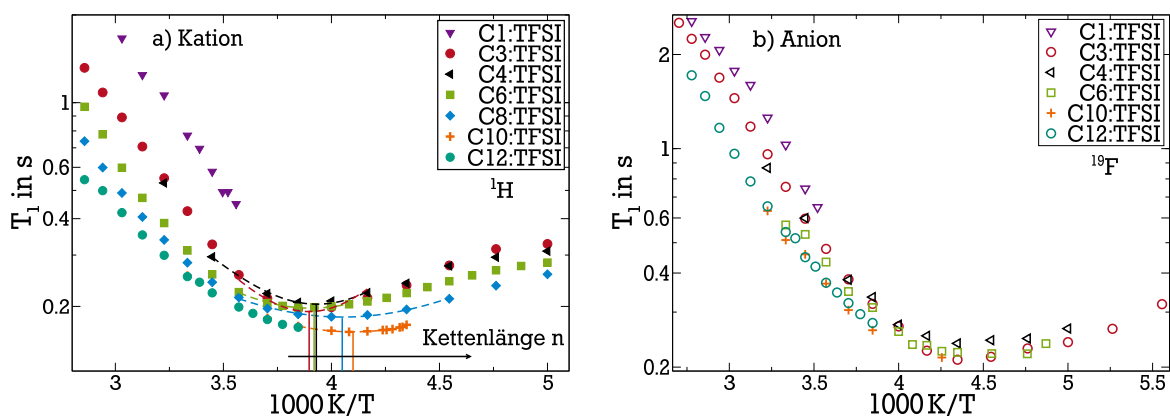 a) Kation
C1:TFSI
C3:TFSI
C4:TFSI
C6:TFSI
C8:TFSI
C10:TFSI
C12:TFSI
¹H
T₁ in s
1
0.6
0.4
0.2
Kettenlänge n
3 3.5 4 4.5 5
1000 K/T
b) Anion
C1:TFSI
C3:TFSI
C4:TFSI
C6:TFSI
C10:TFSI
C12:TFSI
¹⁹F
T₁ in s
2
1
0.6
0.4
0.2
3 3.5 4 4.5 5 5.5
1000 K/T